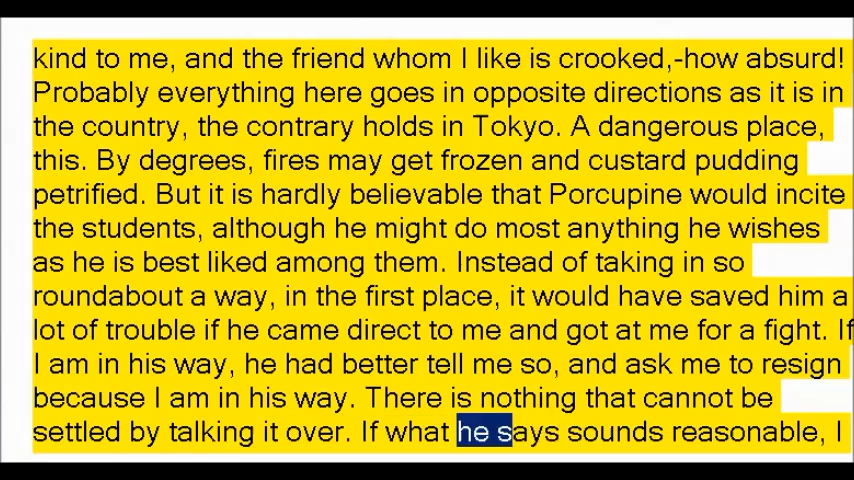 kind to me, and the friend whom I like is crooked,-how absurd!
Probably everything here goes in opposite directions as it is in
the country, the contrary holds in Tokyo. A dangerous place,
this. By degrees, fires may get frozen and custard pudding
petrified. But it is hardly believable that Porcupine would incite
the students, although he might do most anything he wishes
as he is best liked among them. Instead of taking in so
roundabout a way, in the first place, it would have saved him a
lot of trouble if he came direct to me and got at me for a fight. If
I am in his way, he had better tell me so, and ask me to resign
because I am in his way. There is nothing that cannot be
settled by talking it over. If what he says sounds reasonable, I